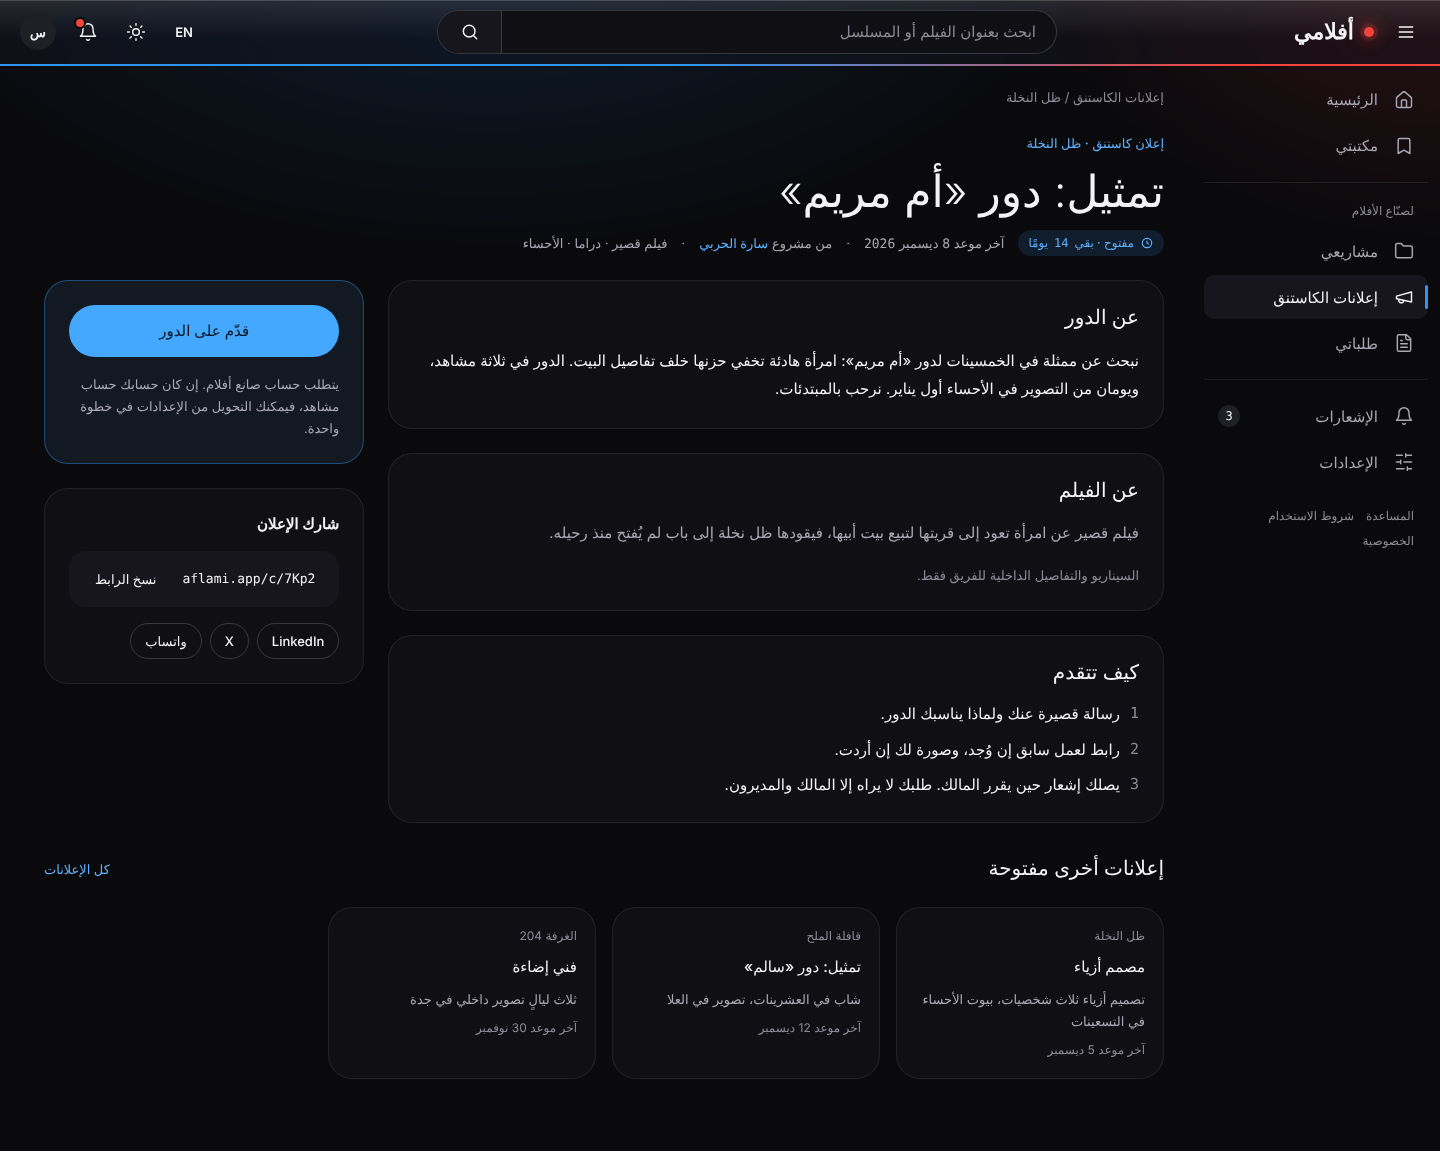 أفلامي
ابحث بعنوان الفيلم أو المسلسل
EN
س
الرئيسية
مكتبتي
لصنّاع الأفلام
مشاريعي
إعلانات الكاستنق
طلباتي
الإشعارات
3
الإعدادات
المساعدة شروط الاستخدام
الخصوصية
إعلانات الكاستنق / ظل النخلة
إعلان كاستنق · ظل النخلة
تمثيل: دور «أم مريم»
مفتوح · بقي 14 يومًا
آخر موعد 8 ديسمبر 2026 · من مشروع سارة الحربي · فيلم قصير · دراما · الأحساء
عن الدور
نبحث عن ممثلة في الخمسينات لدور «أم مريم»: امرأة هادئة تخفي حزنها خلف تفاصيل البيت. الدور في ثلاثة مشاهد،
ويومان من التصوير في الأحساء أول يناير. نرحب بالمبتدئات.
عن الفيلم
فيلم قصير عن امرأة تعود إلى قريتها لتبيع بيت أبيها، فيقودها ظل نخلة إلى باب لم يُفتح منذ رحيله.
السيناريو والتفاصيل الداخلية للفريق فقط.
كيف تتقدم
1 رسالة قصيرة عنك ولماذا يناسبك الدور.
2 رابط لعمل سابق إن وُجد، وصورة لك إن أردت.
3 يصلك إشعار حين يقرر المالك. طلبك لا يراه إلا المالك والمديرون.
قدّم على الدور
يتطلب حساب صانع أفلام. إن كان حسابك حساب
مشاهد، فيمكنك التحويل من الإعدادات في خطوة
واحدة.
شارك الإعلان
aflami.app/c/7Kp2
نسخ الرابط
LinkedIn
X
واتساب
إعلانات أخرى مفتوحة
كل الإعلانات
ظل النخلة
مصمم أزياء
تصميم أزياء ثلاث شخصيات، بيوت الأحساء
في التسعينات
آخر موعد 5 ديسمبر
قافلة الملح
تمثيل: دور «سالم»
شاب في العشرينات، تصوير في العلا
آخر موعد 12 ديسمبر
الغرفة 204
فني إضاءة
ثلاث ليالٍ تصوير داخلي في جدة
آخر موعد 30 نوفمبر